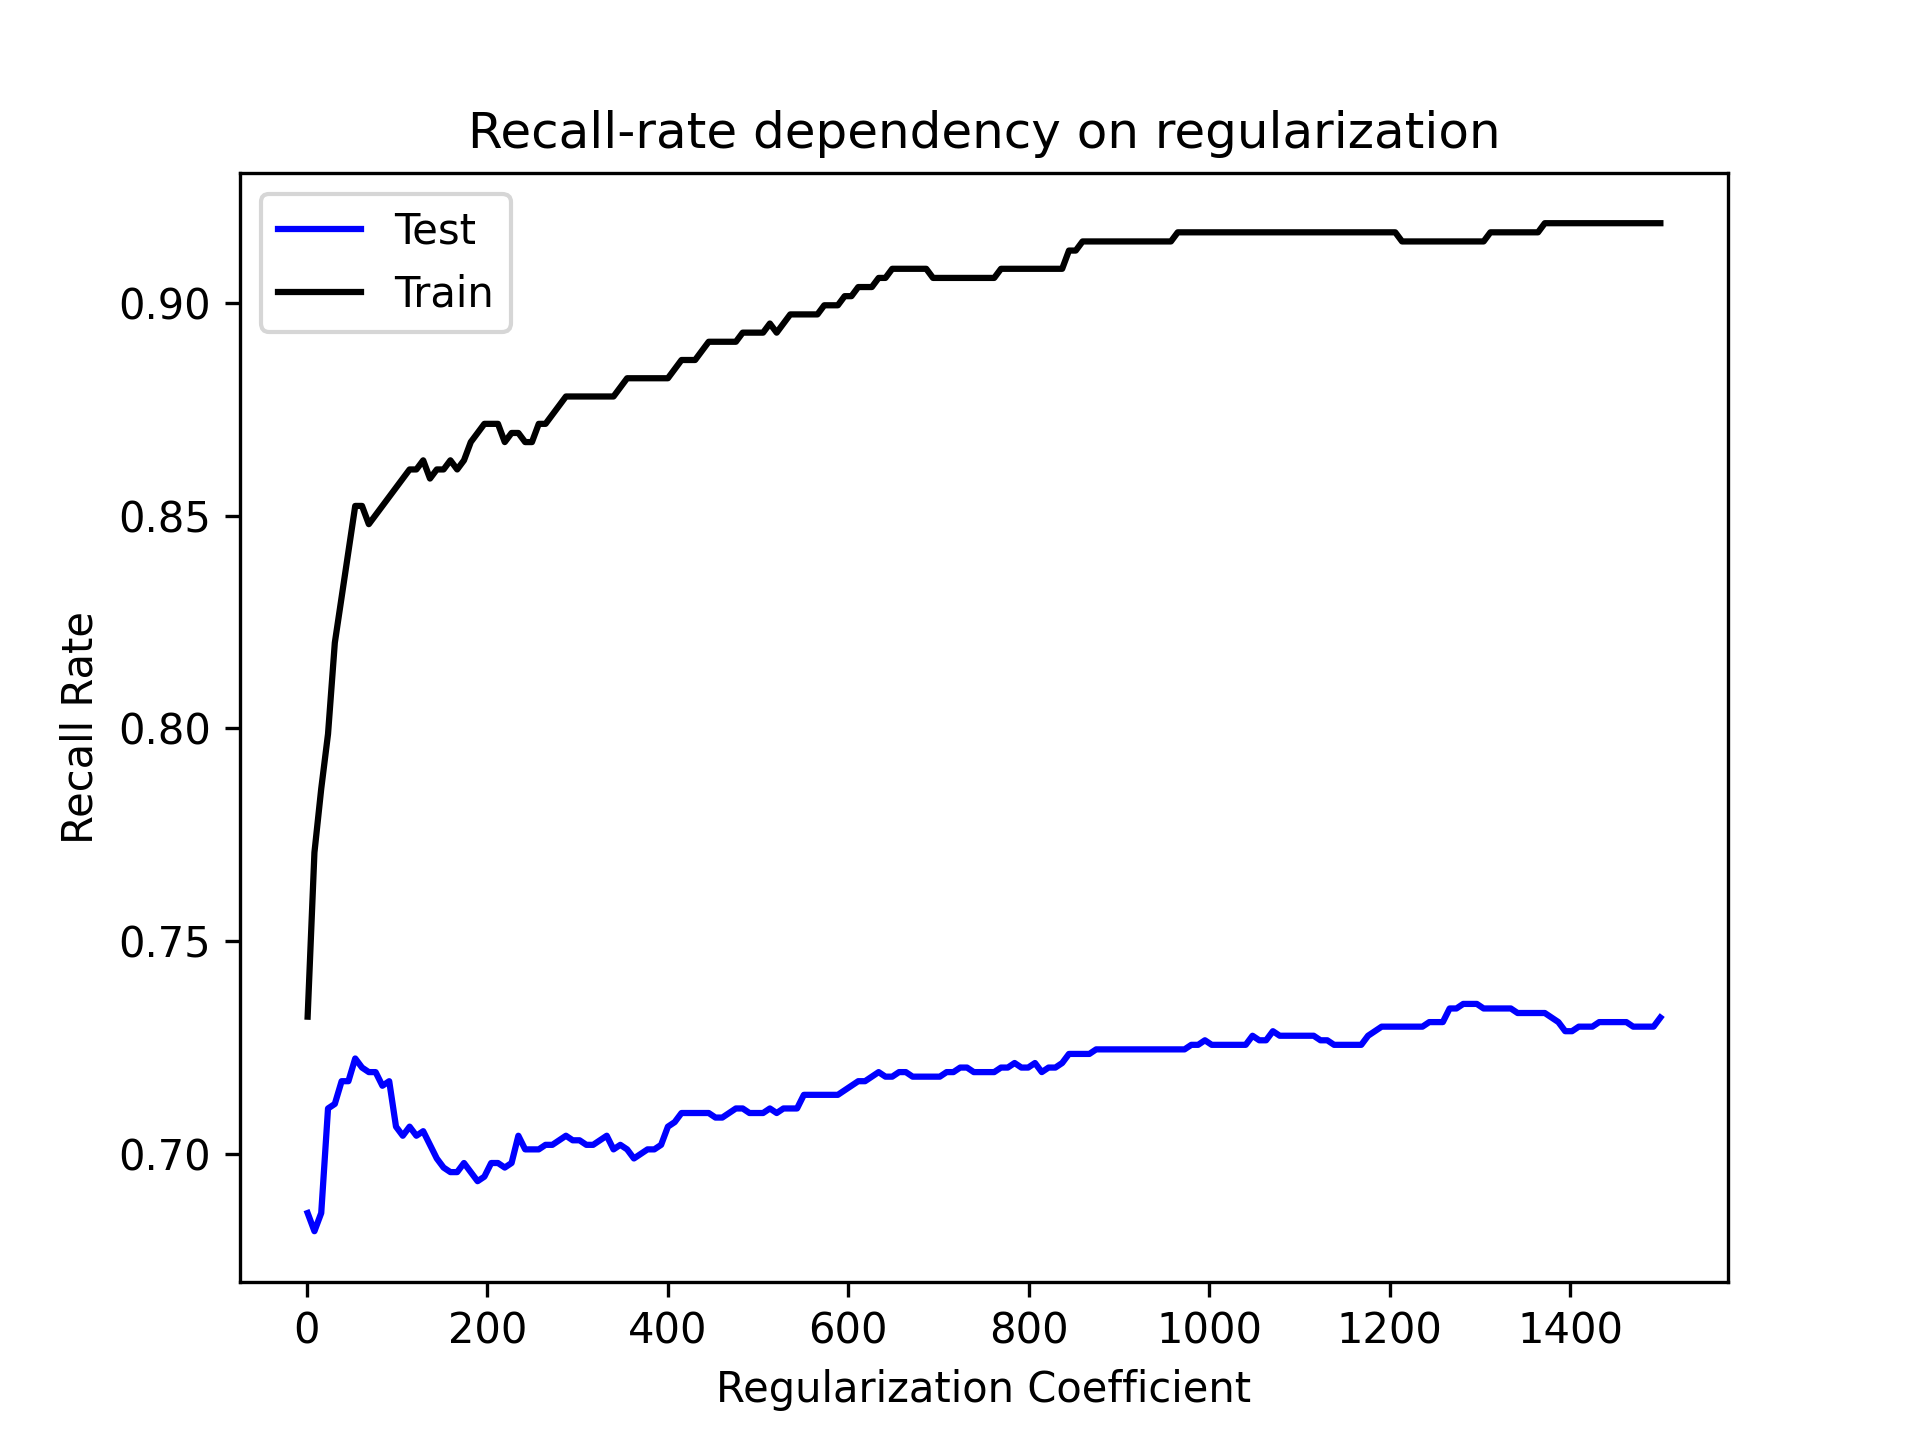 Recall-rate dependency on regularization
Test
Train
0.90
0.85
0.80
0.75
0.70
Recall Rate
0 200 400 600 800 1000 1200 1400
Regularization Coefficient